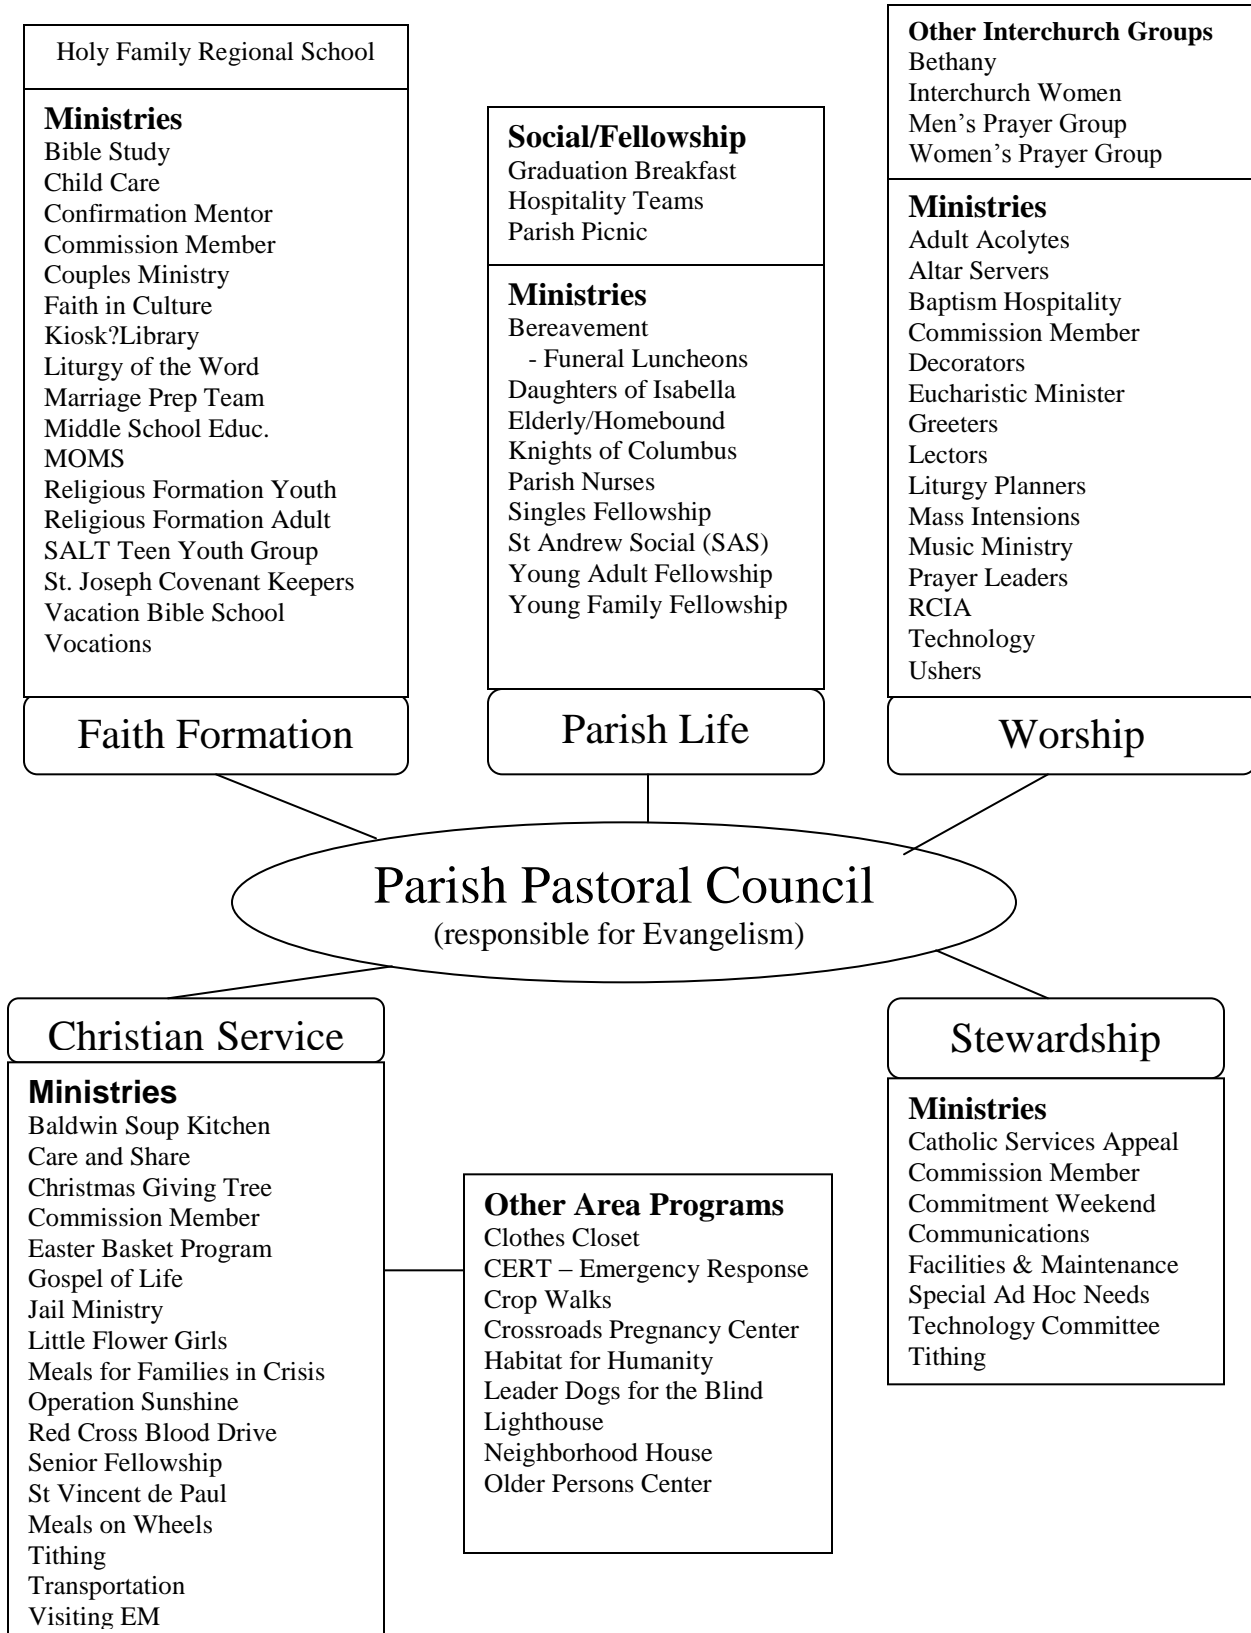 Holy Family Regional School
Ministries
Bible Study
Child Care
Confirmation Mentor
Commission Member
Couples Ministry
Faith in Culture
Kiosk?Library
Liturgy of the Word
Marriage Prep Team
Middle School Educ.
MOMS
Religious Formation Youth
Religious Formation Adult
SALT Teen Youth Group
St. Joseph Covenant Keepers
Vacation Bible School
Vocations
Faith Formation
Social/Fellowship
Graduation Breakfast
Hospitality Teams
Parish Picnic
Ministries
Bereavement
- Funeral Luncheons
Daughters of Isabella
Elderly/Homebound
Knights of Columbus
Parish Nurses
Singles Fellowship
St Andrew Social (SAS)
Young Adult Fellowship
Young Family Fellowship
Parish Life
Other Interchurch Groups
Bethany
Interchurch Women
Men’s Prayer Group
Women’s Prayer Group
Ministries
Adult Acolytes
Altar Servers
Baptism Hospitality
Commission Member
Decorators
Eucharistic Minister
Greeters
Lectors
Liturgy Planners
Mass Intensions
Music Ministry
Prayer Leaders
RCIA
Technology
Ushers
Worship
Parish Pastoral Council
(responsible for Evangelism)
Christian Service
Ministries
Baldwin Soup Kitchen
Care and Share
Christmas Giving Tree
Commission Member
Easter Basket Program
Gospel of Life
Jail Ministry
Little Flower Girls
Meals for Families in Crisis
Operation Sunshine
Red Cross Blood Drive
Senior Fellowship
St Vincent de Paul
Meals on Wheels
Tithing
Transportation
Visiting EM
Other Area Programs
Clothes Closet
CERT – Emergency Response
Crop Walks
Crossroads Pregnancy Center
Habitat for Humanity
Leader Dogs for the Blind
Lighthouse
Neighborhood House
Older Persons Center
Stewardship
Ministries
Catholic Services Appeal
Commission Member
Commitment Weekend
Communications
Facilities & Maintenance
Special Ad Hoc Needs
Technology Committee
Tithing